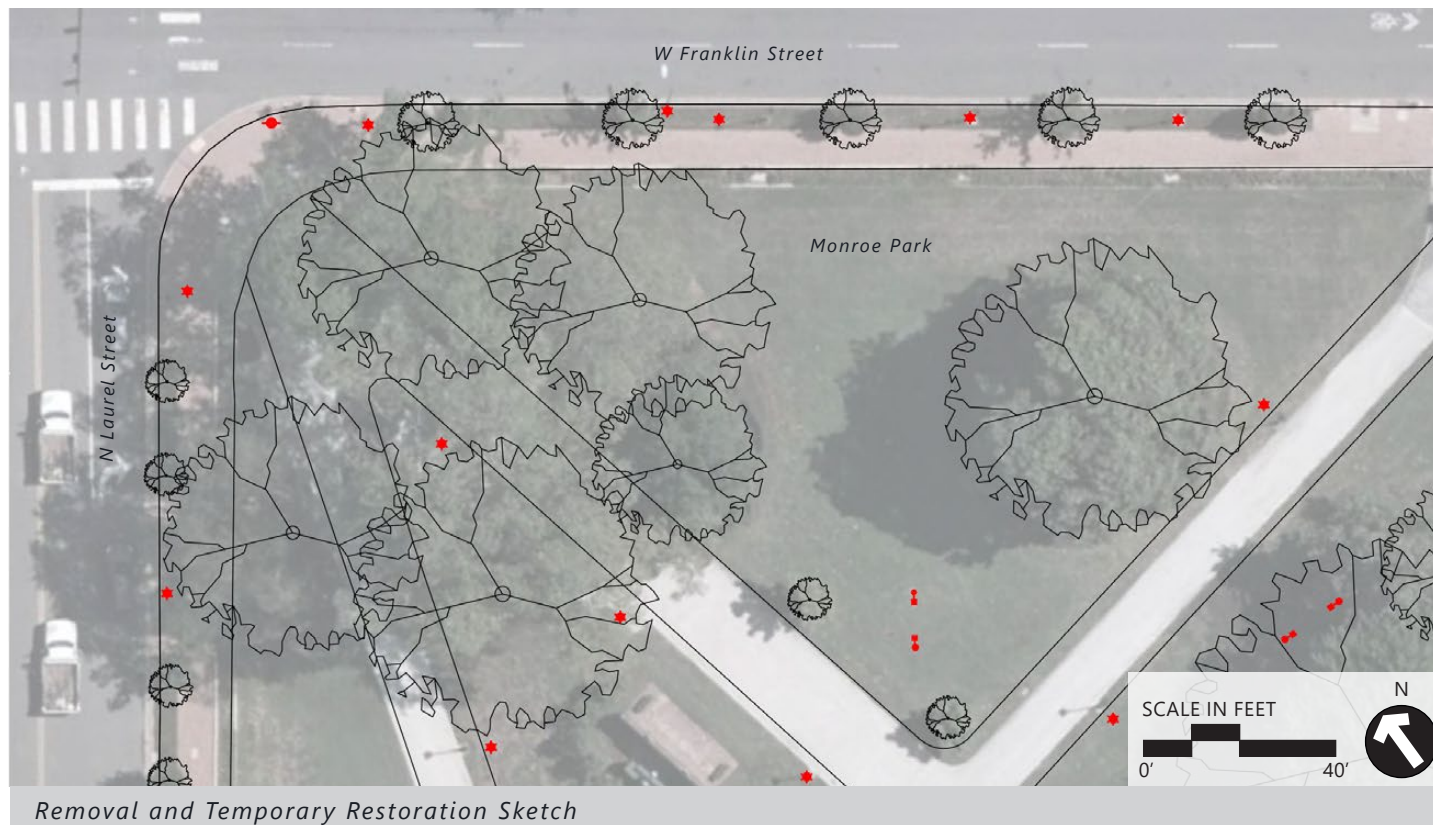 W Franklin Street
Monroe Park
N Laurel Street
SCALE IN FEET
0' 40'
N
Removal and Temporary Restoration Sketch